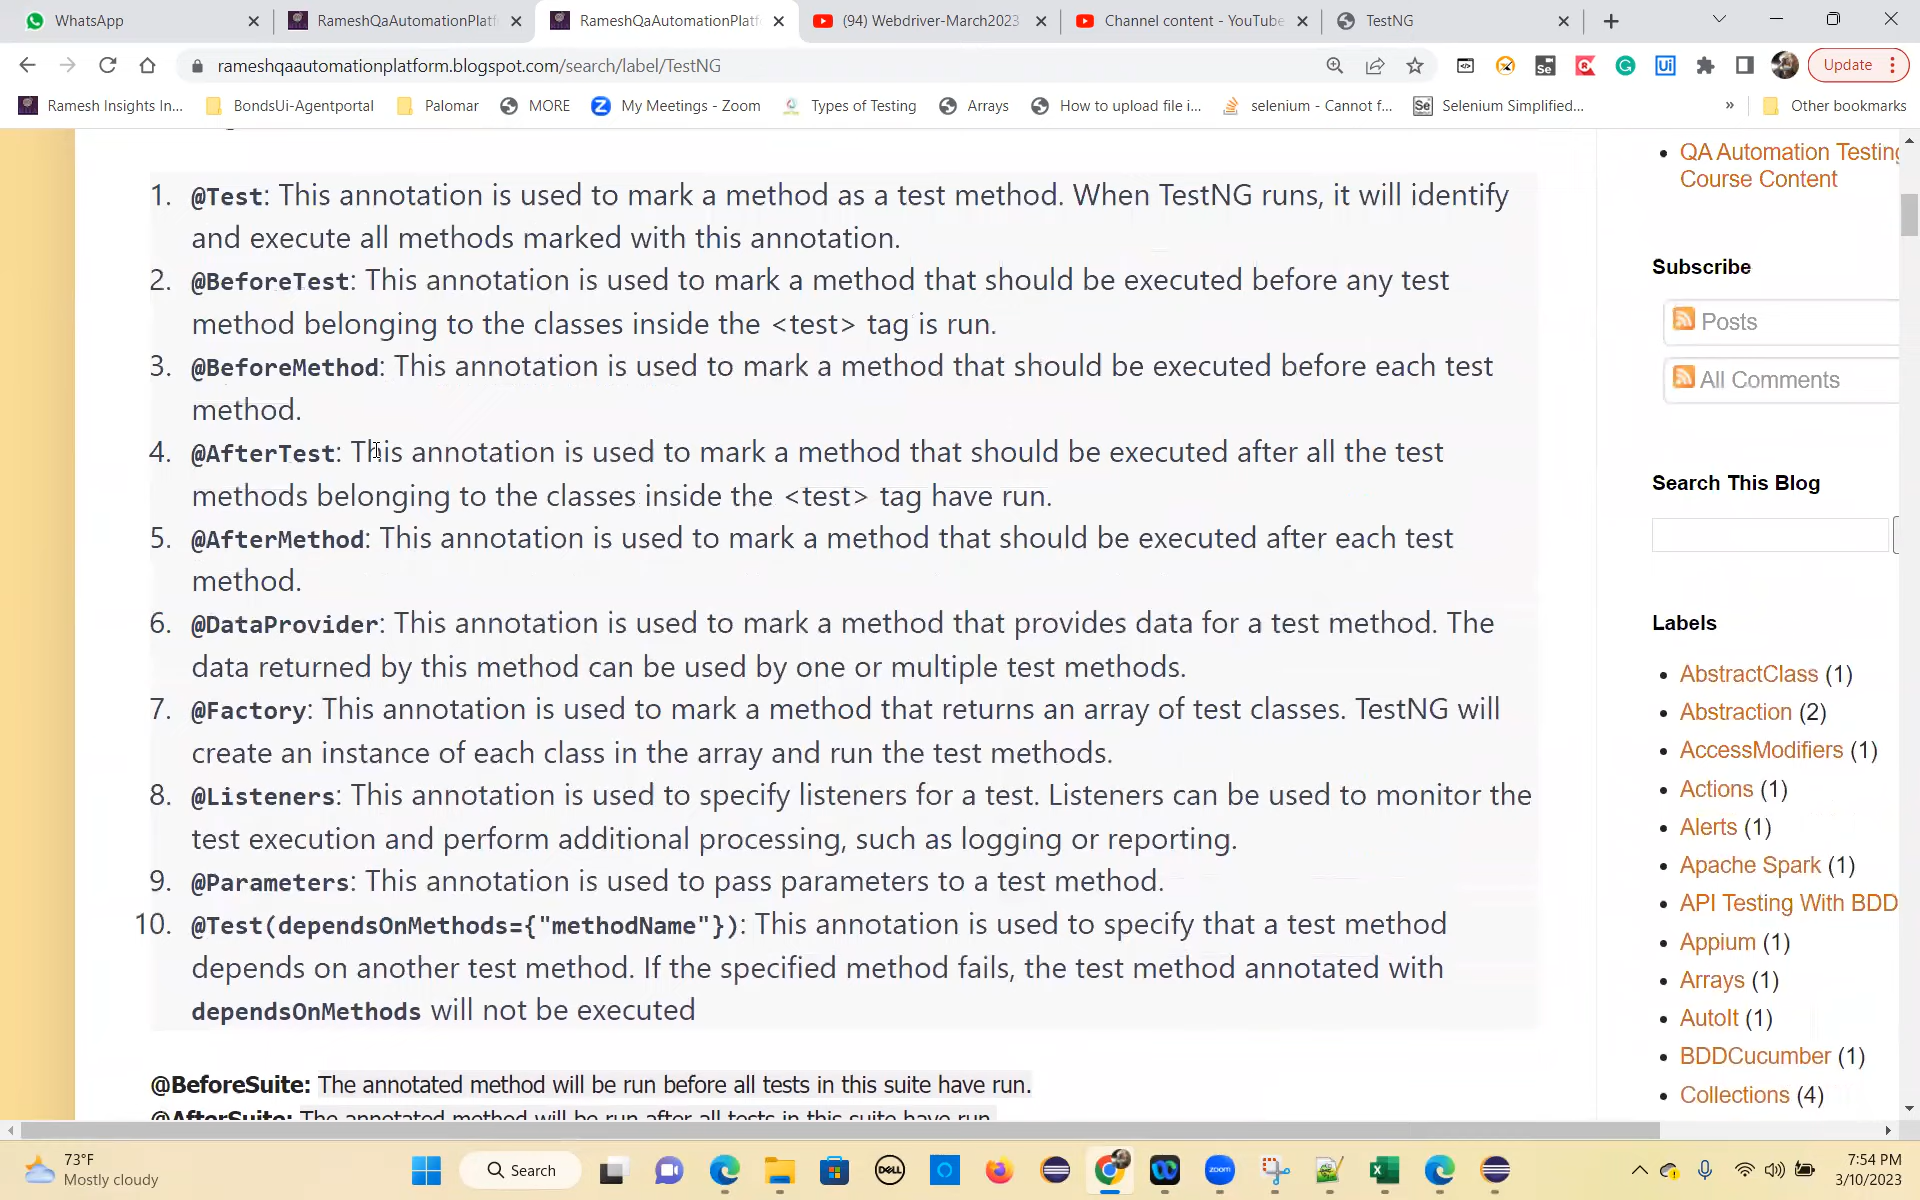 WhatsApp
RameshQaAutomationPlatf
RameshQaAutomationPlatf
(94) Webdriver-March2023
Channel content - YouTube
TestNG
rameshqaautomationplatform.blogspot.com/search/label/TestNG
Update
Ramesh Insights In...
BondsUi-Agentportal
Palomar
MORE
My Meetings - Zoom
Types of Testing
Arrays
How to upload file i...
selenium - Cannot f...
Selenium Simplified...
»
Other bookmarks
1. @Test: This annotation is used to mark a method as a test method. When TestNG runs, it will identify
and execute all methods marked with this annotation.
2. @BeforeTest: This annotation is used to mark a method that should be executed before any test
method belonging to the classes inside the <test> tag is run.
3. @BeforeMethod: This annotation is used to mark a method that should be executed before each test
method.
4. @AfterTest: This annotation is used to mark a method that should be executed after all the test
methods belonging to the classes inside the <test> tag have run.
5. @AfterMethod: This annotation is used to mark a method that should be executed after each test
method.
6. @DataProvider: This annotation is used to mark a method that provides data for a test method. The
data returned by this method can be used by one or multiple test methods.
7. @Factory: This annotation is used to mark a method that returns an array of test classes. TestNG will
create an instance of each class in the array and run the test methods.
8. @Listeners: This annotation is used to specify listeners for a test. Listeners can be used to monitor the
test execution and perform additional processing, such as logging or reporting.
9. @Parameters: This annotation is used to pass parameters to a test method.
10. @Test(dependsOnMethods={"methodName"}): This annotation is used to specify that a test method
depends on another test method. If the specified method fails, the test method annotated with
dependsOnMethods will not be executed
@BeforeSuite: The annotated method will be run before all tests in this suite have run.
@AfterSuite: The annotated method will be run after all tests in this suite have run.
QA Automation Testing
Course Content
Subscribe
Posts
All Comments
Search This Blog
Labels
AbstractClass (1)
Abstraction (2)
AccessModifiers (1)
Actions (1)
Alerts (1)
Apache Spark (1)
API Testing With BDD
Appium (1)
Arrays (1)
AutoIt (1)
BDDCucumber (1)
Collections (4)
73°F
Mostly cloudy
Search
DELL
zoom
7:54 PM
3/10/2023